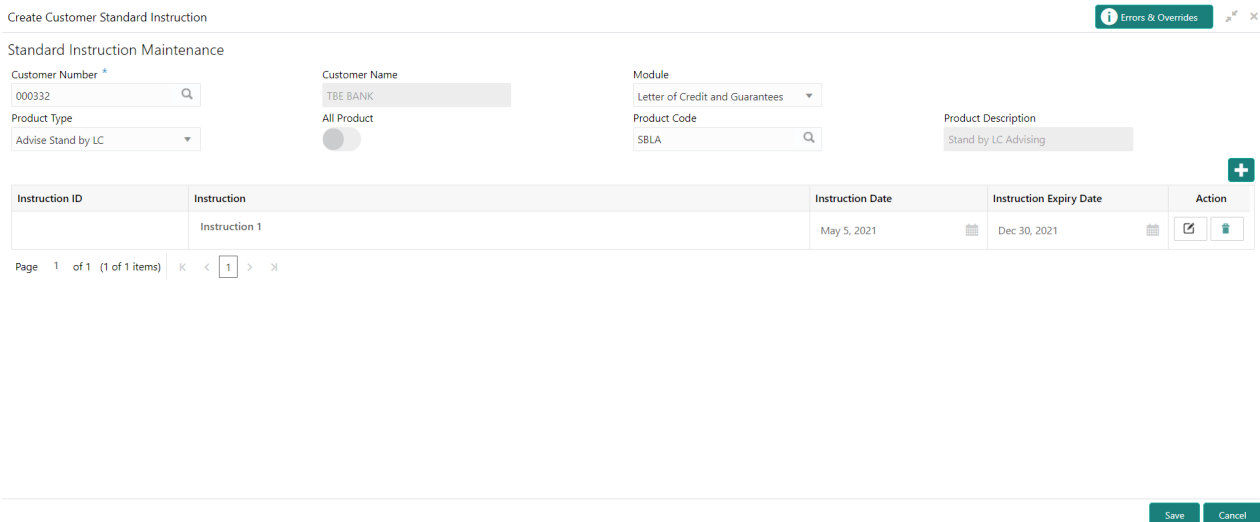 Create Customer Standard Instruction
Errors & Overrides
Standard Instruction Maintenance
Customer Number *
Customer Name
Module
000332
TBE BANK
Letter of Credit and Guarantees
Product Type
All Product
Product Code
Product Description
Advise Stand by LC
SBLA
Stand by LC Advising
Instruction ID Instruction Instruction Date Instruction Expiry Date Action
Instruction 1 May 5, 2021 Dec 30, 2021
Page 1 of 1 (1 of 1 items) 1
Save Cancel